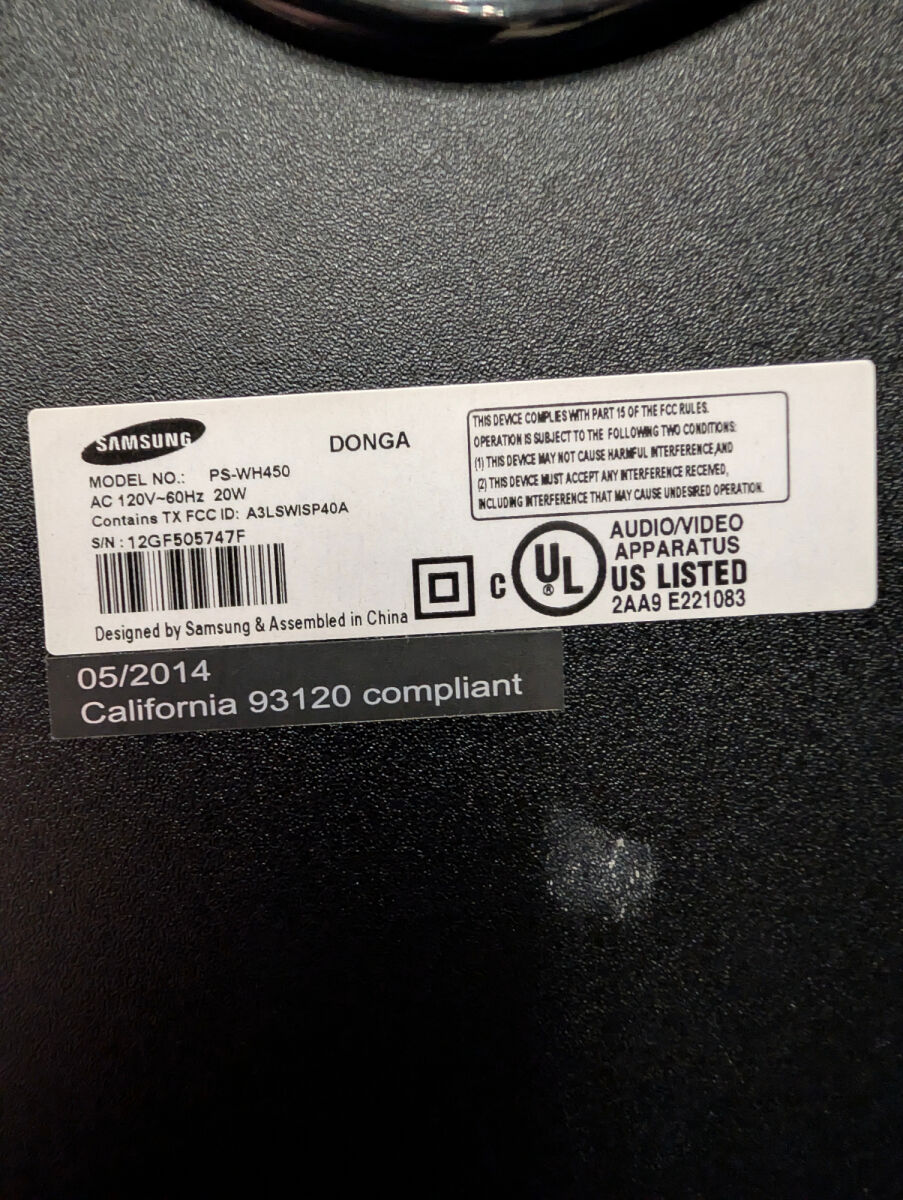 SAMSUNG
DONGA
MODEL NO.: PS-WH450
AC 120V~60Hz 20W
Contains TX FCC ID: A3LSWISP40A
S/N : 12GF505747F
Designed by Samsung & Assembled in China
THIS DEVICE COMPLIES WITH PART 15 OF THE FCC RULES.
OPERATION IS SUBJECT TO THE FOLLOWING TWO CONDITIONS:
(1) THIS DEVICE MAY NOT CAUSE HARMFUL INTERFERENCE,AND
(2) THIS DEVICE MUST ACCEPT ANY INTERFERENCE RECEIVED,
INCLUDING INTERFERENCE THAT MAY CAUSE UNDESIRED OPERATION.
C UL ®
AUDIO/VIDEO
APPARATUS
US LISTED
2AA9 E221083
05/2014
California 93120 compliant